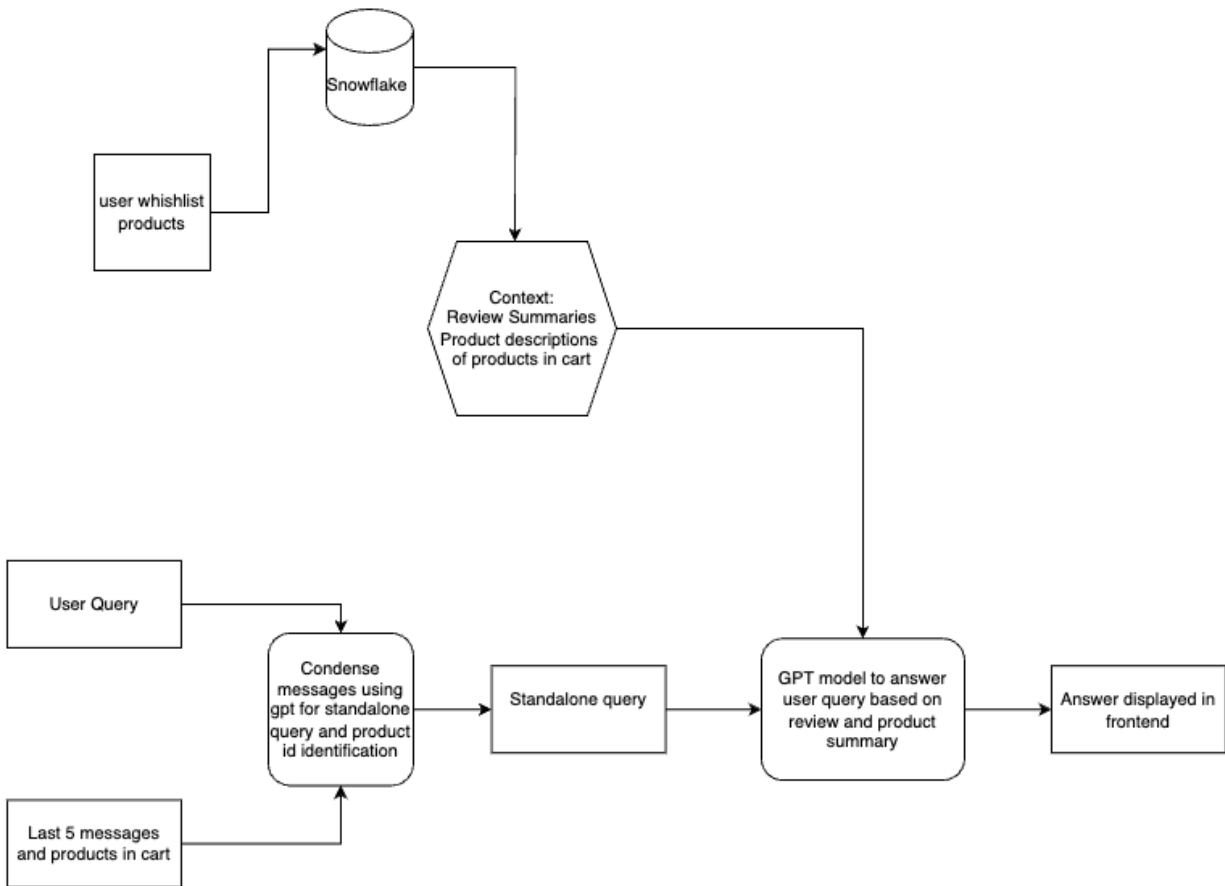 Snowflake
user whishlist
products
Context:
Review Summaries
Product descriptions
of products in cart
User Query
Condense
messages using
gpt for standalone
query and product
id identification
Standalone query
GPT model to answer
user query based on
review and product
summary
Answer displayed in
frontend
Last 5 messages
and products in cart